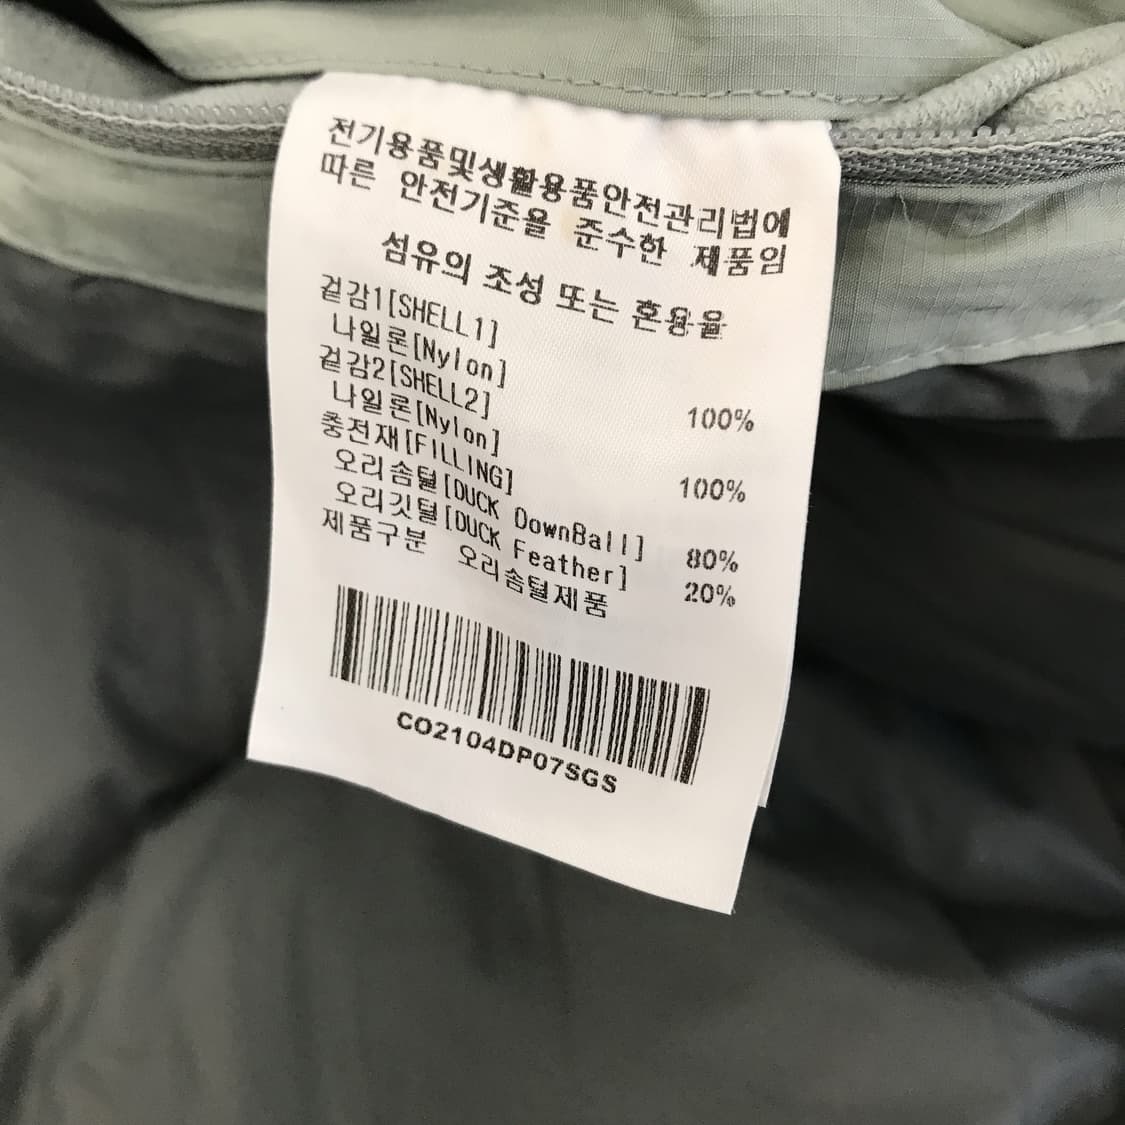 전기용품및생활용품안전관리법에
따른 안전기준을 준수한 제품임
섬유의 조성 또는 혼용율
겉감1[SHELL1]
나일론[Nylon] 100%
겉감2[SHELL2]
나일론[Nylon] 100%
충전재[FILLING]
오리솜털[DUCK DownBall] 80%
오리깃털[DUCK Feather] 20%
제품구분 오리솜털제품
CO2104DP07SGS